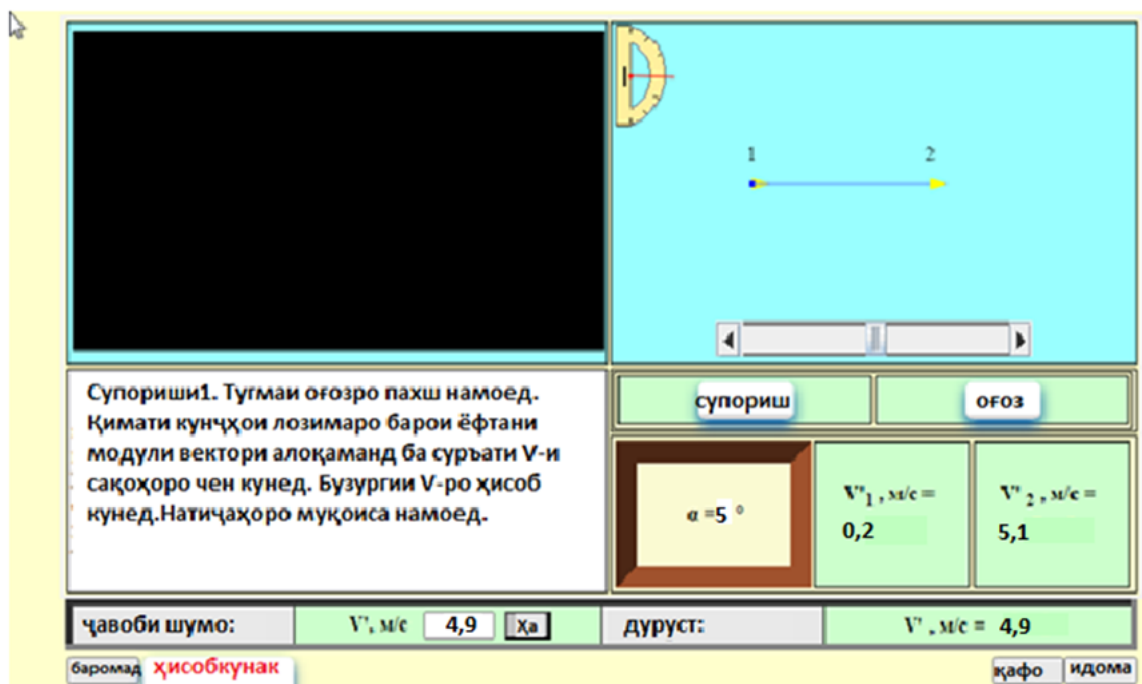 1
2
Супориши1. Тугмаи оғозро пахш намоед.
Қимати кунҷҳои лозимаро барои ёфтани
модули вектори алоқаманд ба суръати V-и
сақоҳоро чен кунед. Бузургии V-ро ҳисоб
кунед.Натиҷаҳоро муқоиса намоед.
супориш
оғоз
α =5 °
V'1 , м/с =
0,2
V' 2 , м/с =
5,1
ҷавоби шумо:
V', м/с 4,9 Ҳа
дуруст:
V' , м/с = 4,9
баромад ҳисобкунак
қафо идома